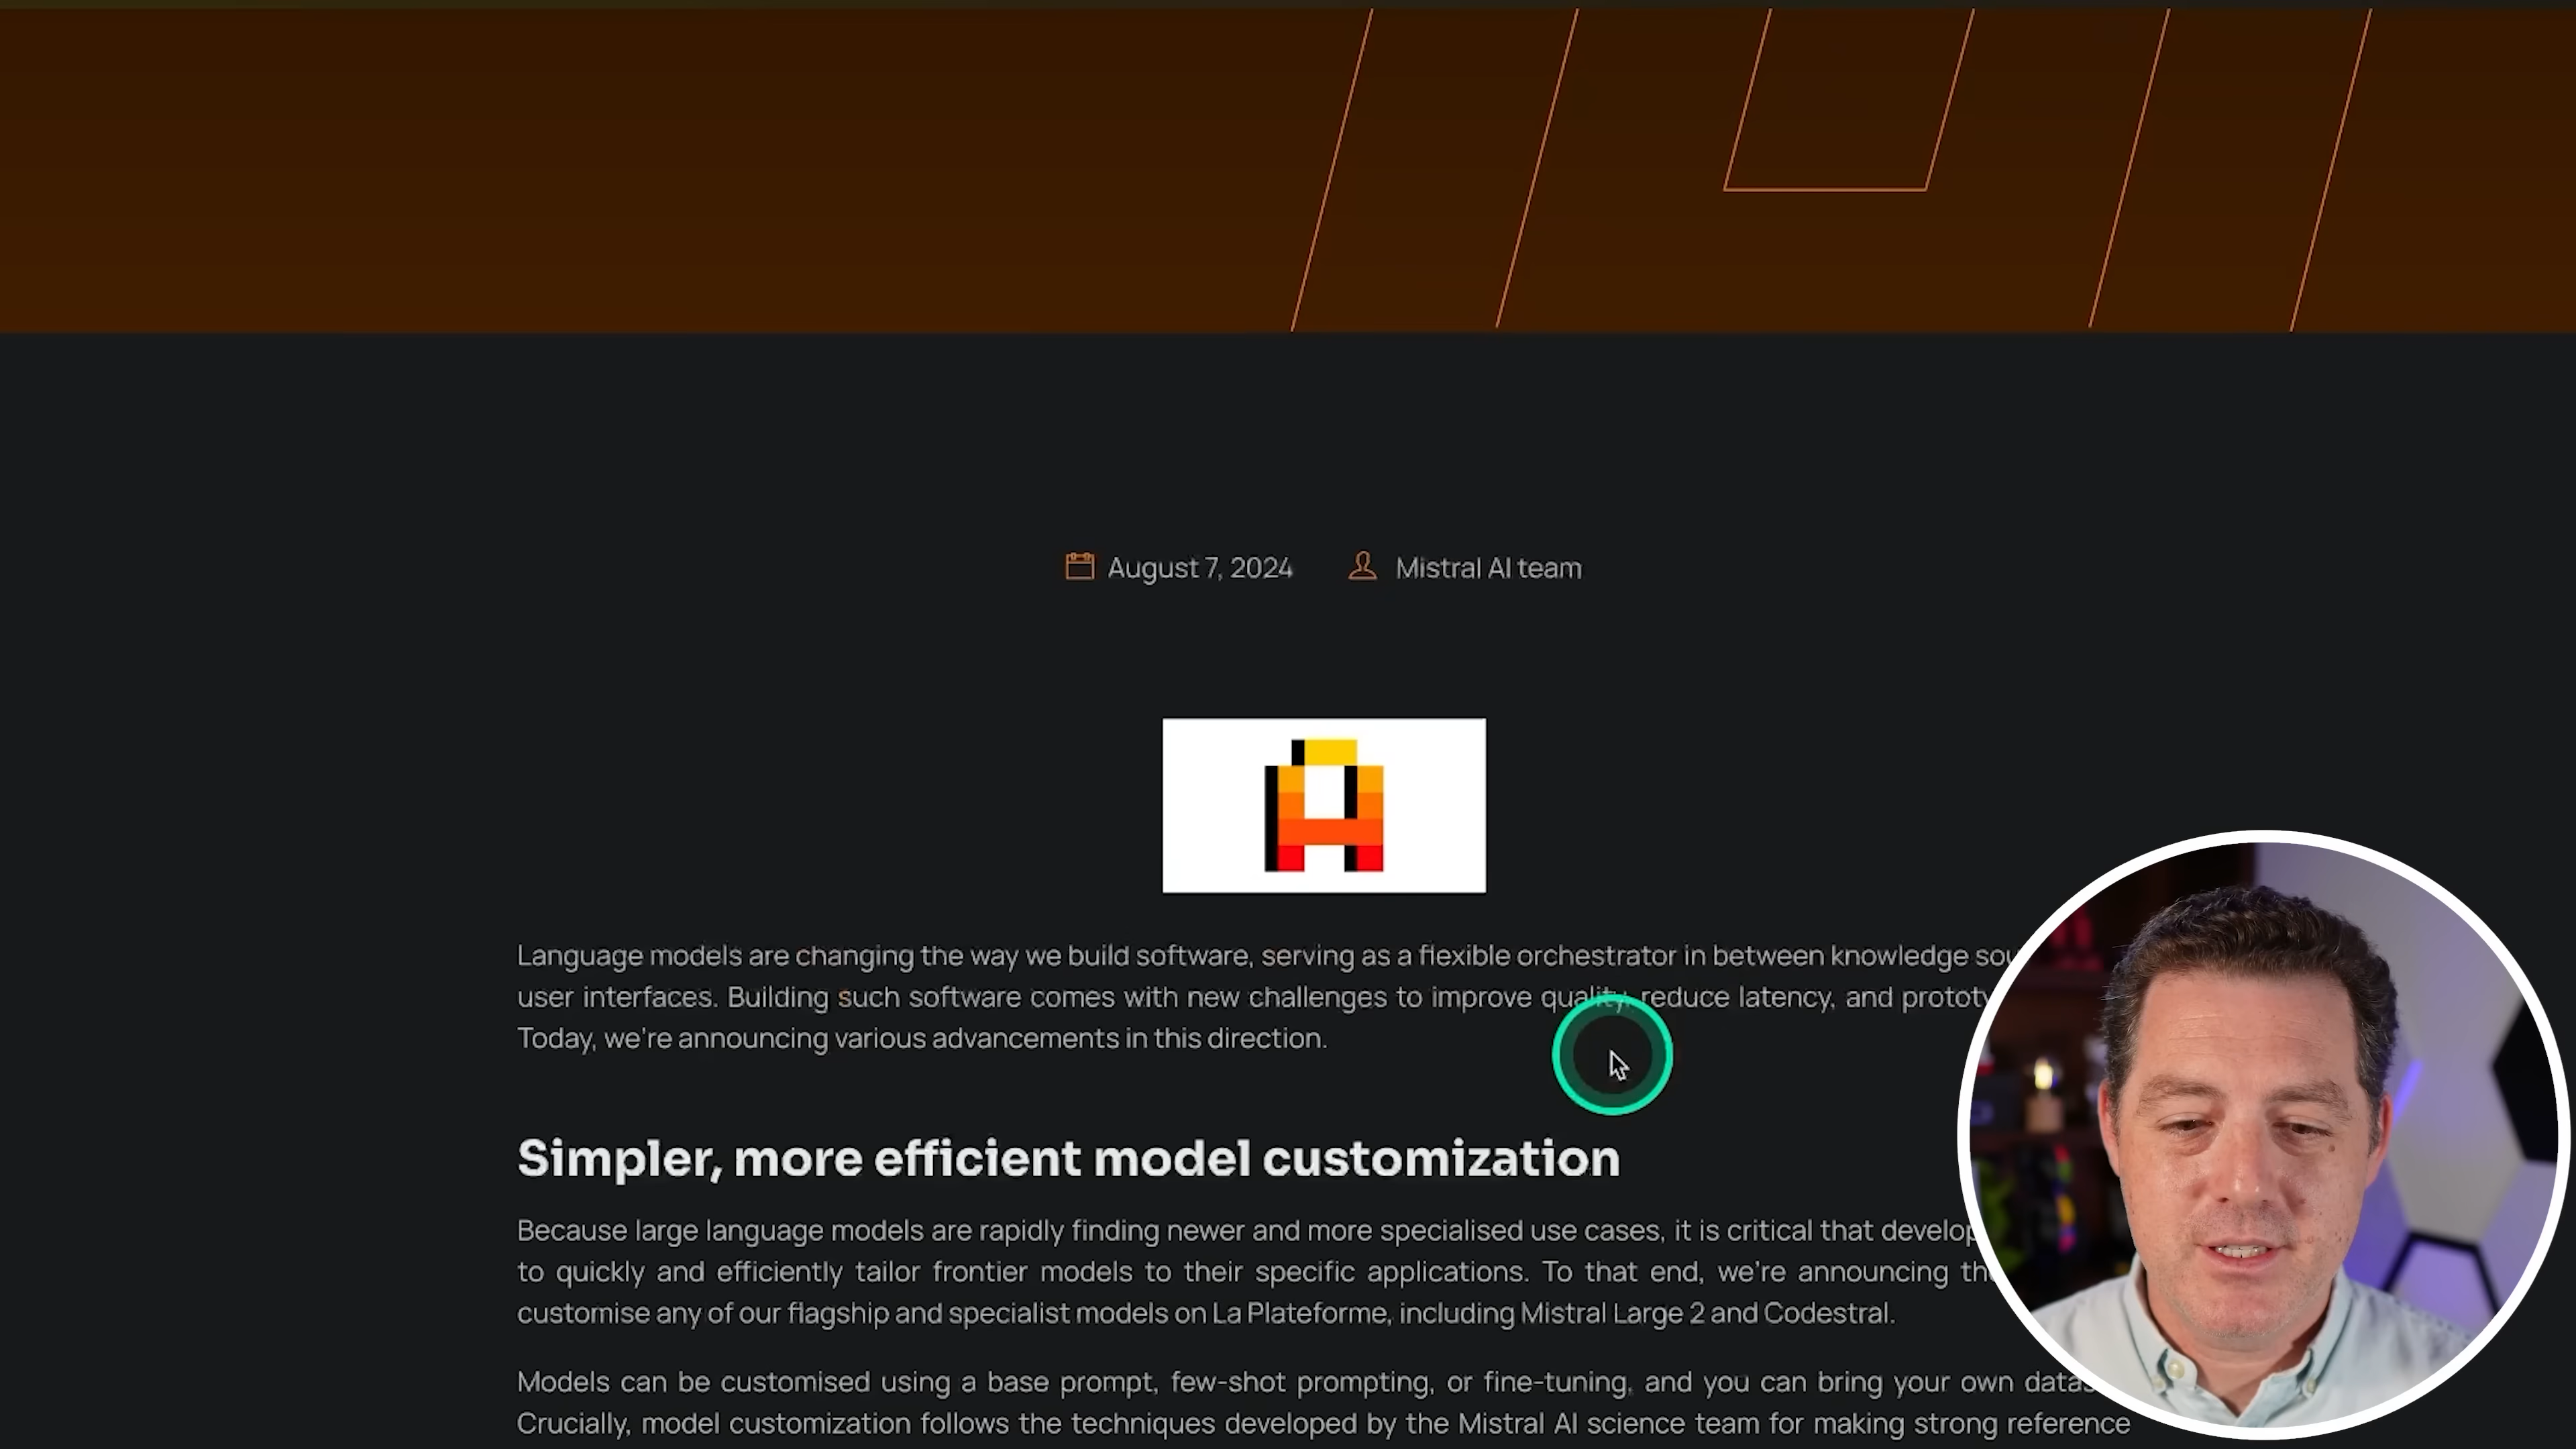 August 7, 2024 Mistral AI team
A
Language models are changing the way we build software, serving as a flexible orchestrator in between knowledge
user interfaces. Building such software comes with new challenges to improve quality, reduce latency, and
Today, we're announcing various advancements in this direction.
Simpler, more efficient model customization
Because large language models are rapidly finding newer and more specialised use cases, it is critical that
to quickly and efficiently tailor frontier models to their specific applications. To that end, we're announcing
customise any of our flagship and specialist models on La Plateforme, including Mistral Large 2 and Codestral.
Models can be customised using a base prompt, few-shot prompting, or fine-tuning, and you can bring your own
Crucially, model customization follows the techniques developed by the Mistral AI science team for making strong reference